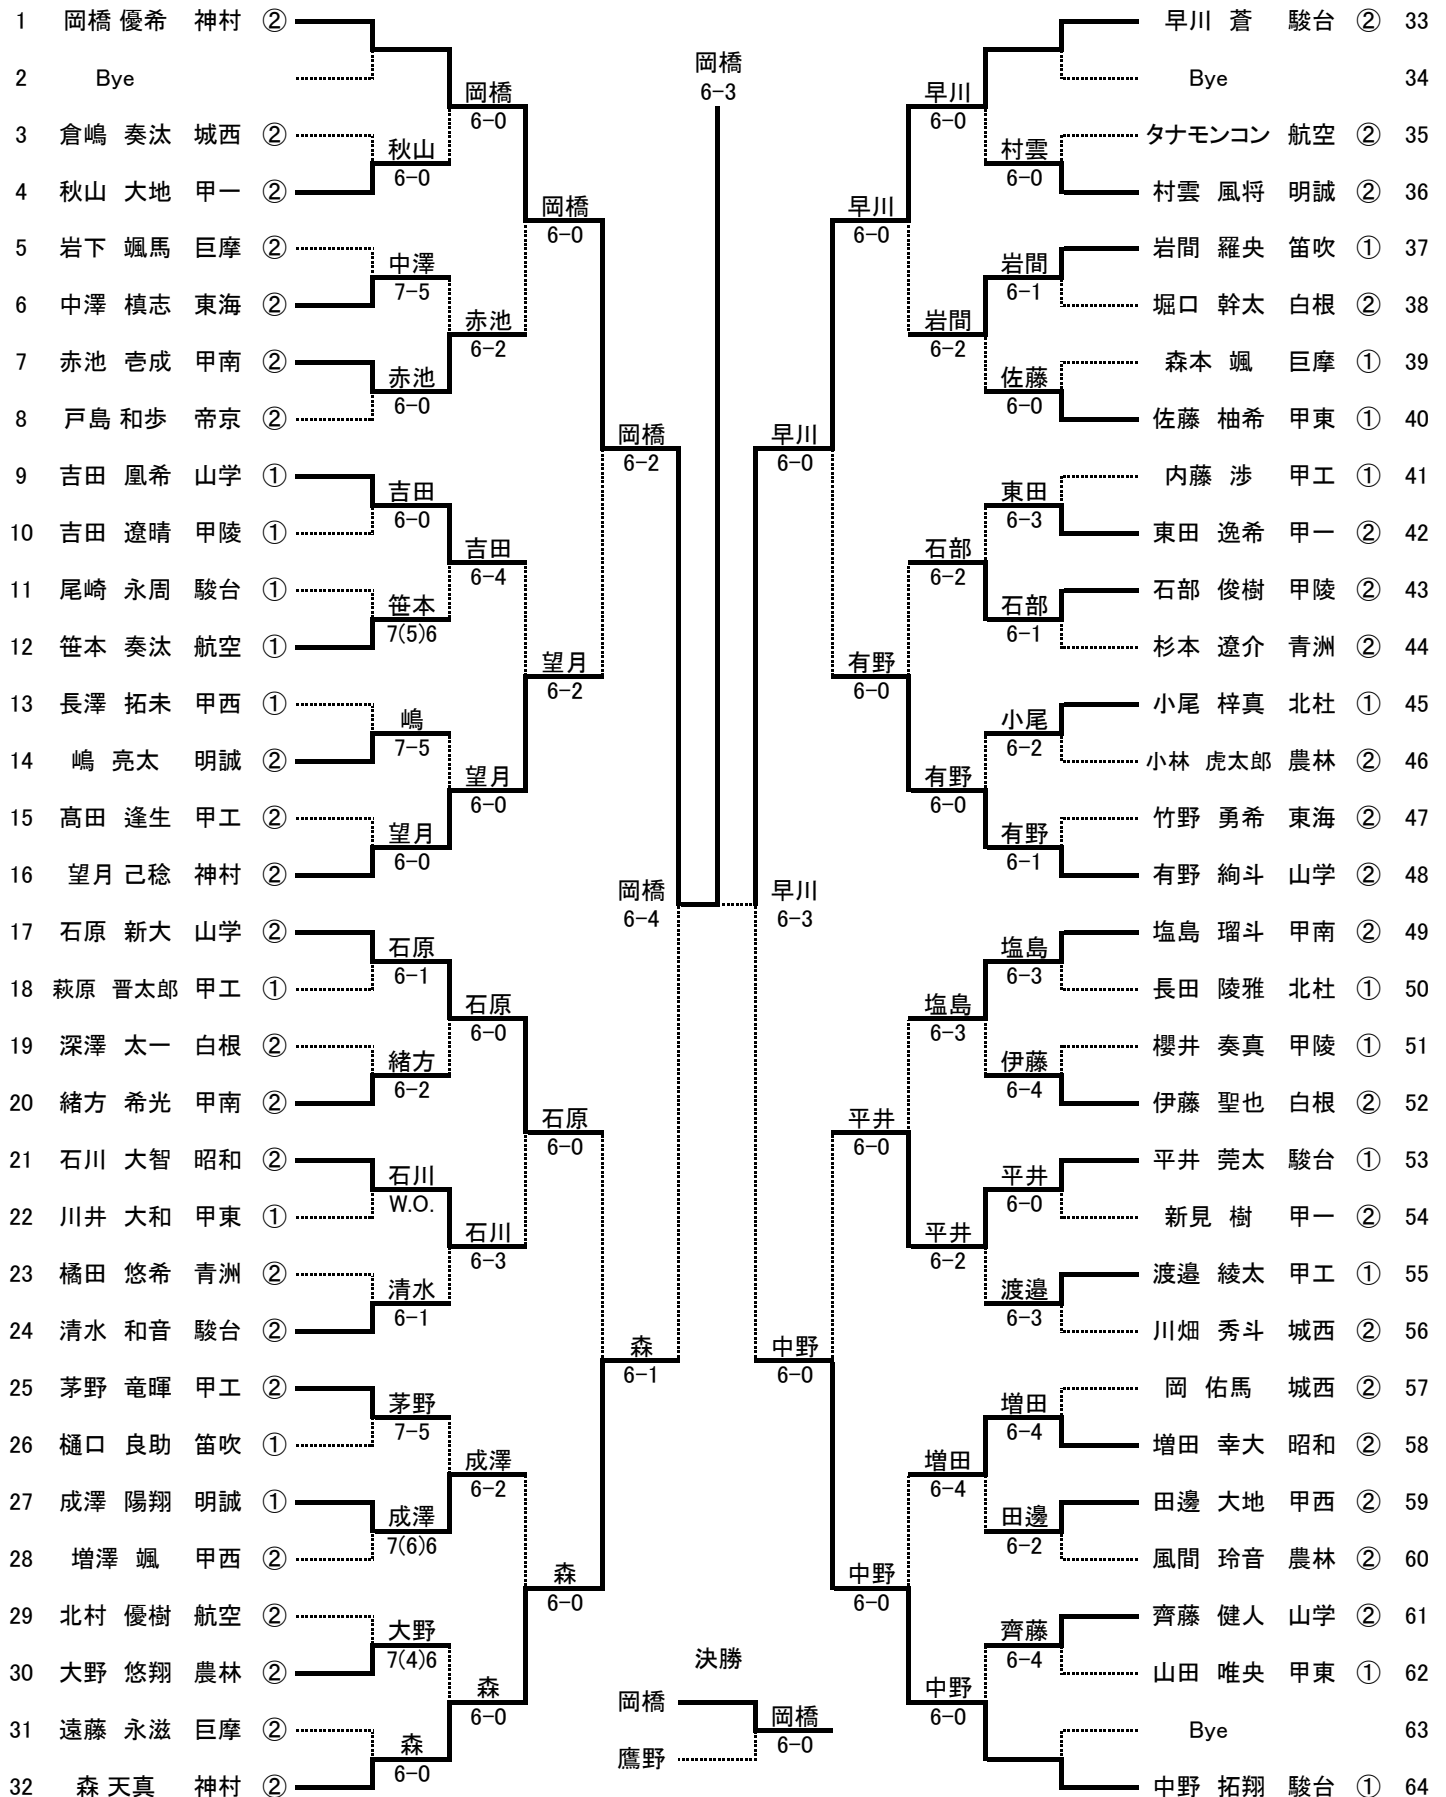 1 岡橋 優希 神村 ②
2 Bye
3 倉嶋 奏汰 城西 ②
4 秋山 大地 甲一 ②
5 岩下 颯馬 巨摩 ②
6 中澤 槙志 東海 ②
7 赤池 壱成 甲南 ②
8 戸島 和歩 帝京 ②
9 吉田 凰希 山学 ①
10 吉田 遼晴 甲陵 ①
11 尾崎 永周 駿台 ①
12 笹本 奏汰 航空 ①
13 長澤 拓未 甲西 ①
14 嶋 亮太 明誠 ②
15 髙田 逢生 甲工 ②
16 望月 己稔 神村 ②
17 石原 新大 山学 ②
18 萩原 晋太郎 甲工 ①
19 深澤 太一 白根 ②
20 緒方 希光 甲南 ②
21 石川 大智 昭和 ②
22 川井 大和 甲東 ①
23 橘田 悠希 青洲 ②
24 清水 和音 駿台 ②
25 茅野 竜暉 甲工 ②
26 樋口 良助 笛吹 ①
27 成澤 陽翔 明誠 ①
28 増澤 颯 甲西 ②
29 北村 優樹 航空 ②
30 大野 悠翔 農林 ②
31 遠藤 永滋 巨摩 ②
32 森 天真 神村 ②
秋山
6-0
中澤
7-5
赤池
6-0
吉田
6-0
笹本
7(5)6
嶋
7-5
望月
6-0
石原
6-1
緒方
6-2
石川
W.O.
清水
6-1
茅野
7-5
成澤
7(6)6
大野
7(4)6
森
6-0
岡橋
6-0
赤池
6-2
吉田
6-4
望月
6-0
石原
6-0
石川
6-3
成澤
6-2
森
6-0
岡橋
6-0
望月
6-2
石原
6-0
森
6-0
岡橋
6-2
森
6-1
岡橋
6-4
岡橋
6-3
早川
6-3
早川
6-0
中野
6-0
早川
6-0
有野
6-0
平井
6-0
中野
6-0
早川
6-0
岩間
6-2
石部
6-2
有野
6-0
塩島
6-3
平井
6-2
増田
6-4
中野
6-0
村雲
6-0
岩間
6-1
佐藤
6-0
東田
6-3
石部
6-1
小尾
6-2
有野
6-1
塩島
6-3
伊藤
6-4
平井
6-0
渡邉
6-3
増田
6-4
田邊
6-2
齊藤
6-4
早川 蒼 駿台 ② 33
Bye 34
タナモンコン 航空 ② 35
村雲 風将 明誠 ② 36
岩間 羅央 笛吹 ① 37
堀口 幹太 白根 ② 38
森本 颯 巨摩 ① 39
佐藤 柚希 甲東 ① 40
内藤 渉 甲工 ① 41
東田 逸希 甲一 ② 42
石部 俊樹 甲陵 ② 43
杉本 遼介 青洲 ② 44
小尾 梓真 北杜 ① 45
小林 虎太郎 農林 ② 46
竹野 勇希 東海 ② 47
有野 絢斗 山学 ② 48
塩島 瑠斗 甲南 ② 49
長田 陵雅 北杜 ① 50
櫻井 奏真 甲陵 ① 51
伊藤 聖也 白根 ② 52
平井 莞太 駿台 ① 53
新見 樹 甲一 ② 54
渡邉 綾太 甲工 ① 55
川畑 秀斗 城西 ② 56
岡 佑馬 城西 ② 57
増田 幸大 昭和 ② 58
田邊 大地 甲西 ② 59
風間 玲音 農林 ② 60
齊藤 健人 山学 ② 61
山田 唯央 甲東 ① 62
Bye 63
中野 拓翔 駿台 ① 64
決勝
岡橋
鷹野
岡橋
6-0